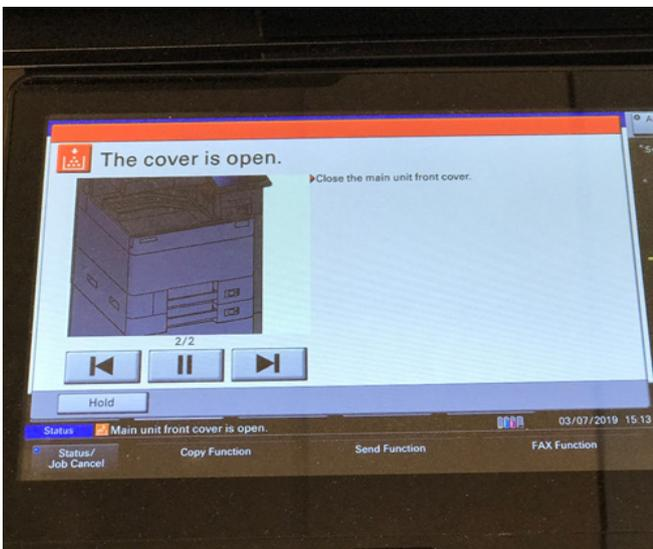 The cover is open.
Close the main unit front cover.
2/2
Hold
Status
Main unit front cover is open.
03/07/2019 15:13
Status/
Job Cancel
Copy Function
Send Function
FAX Function